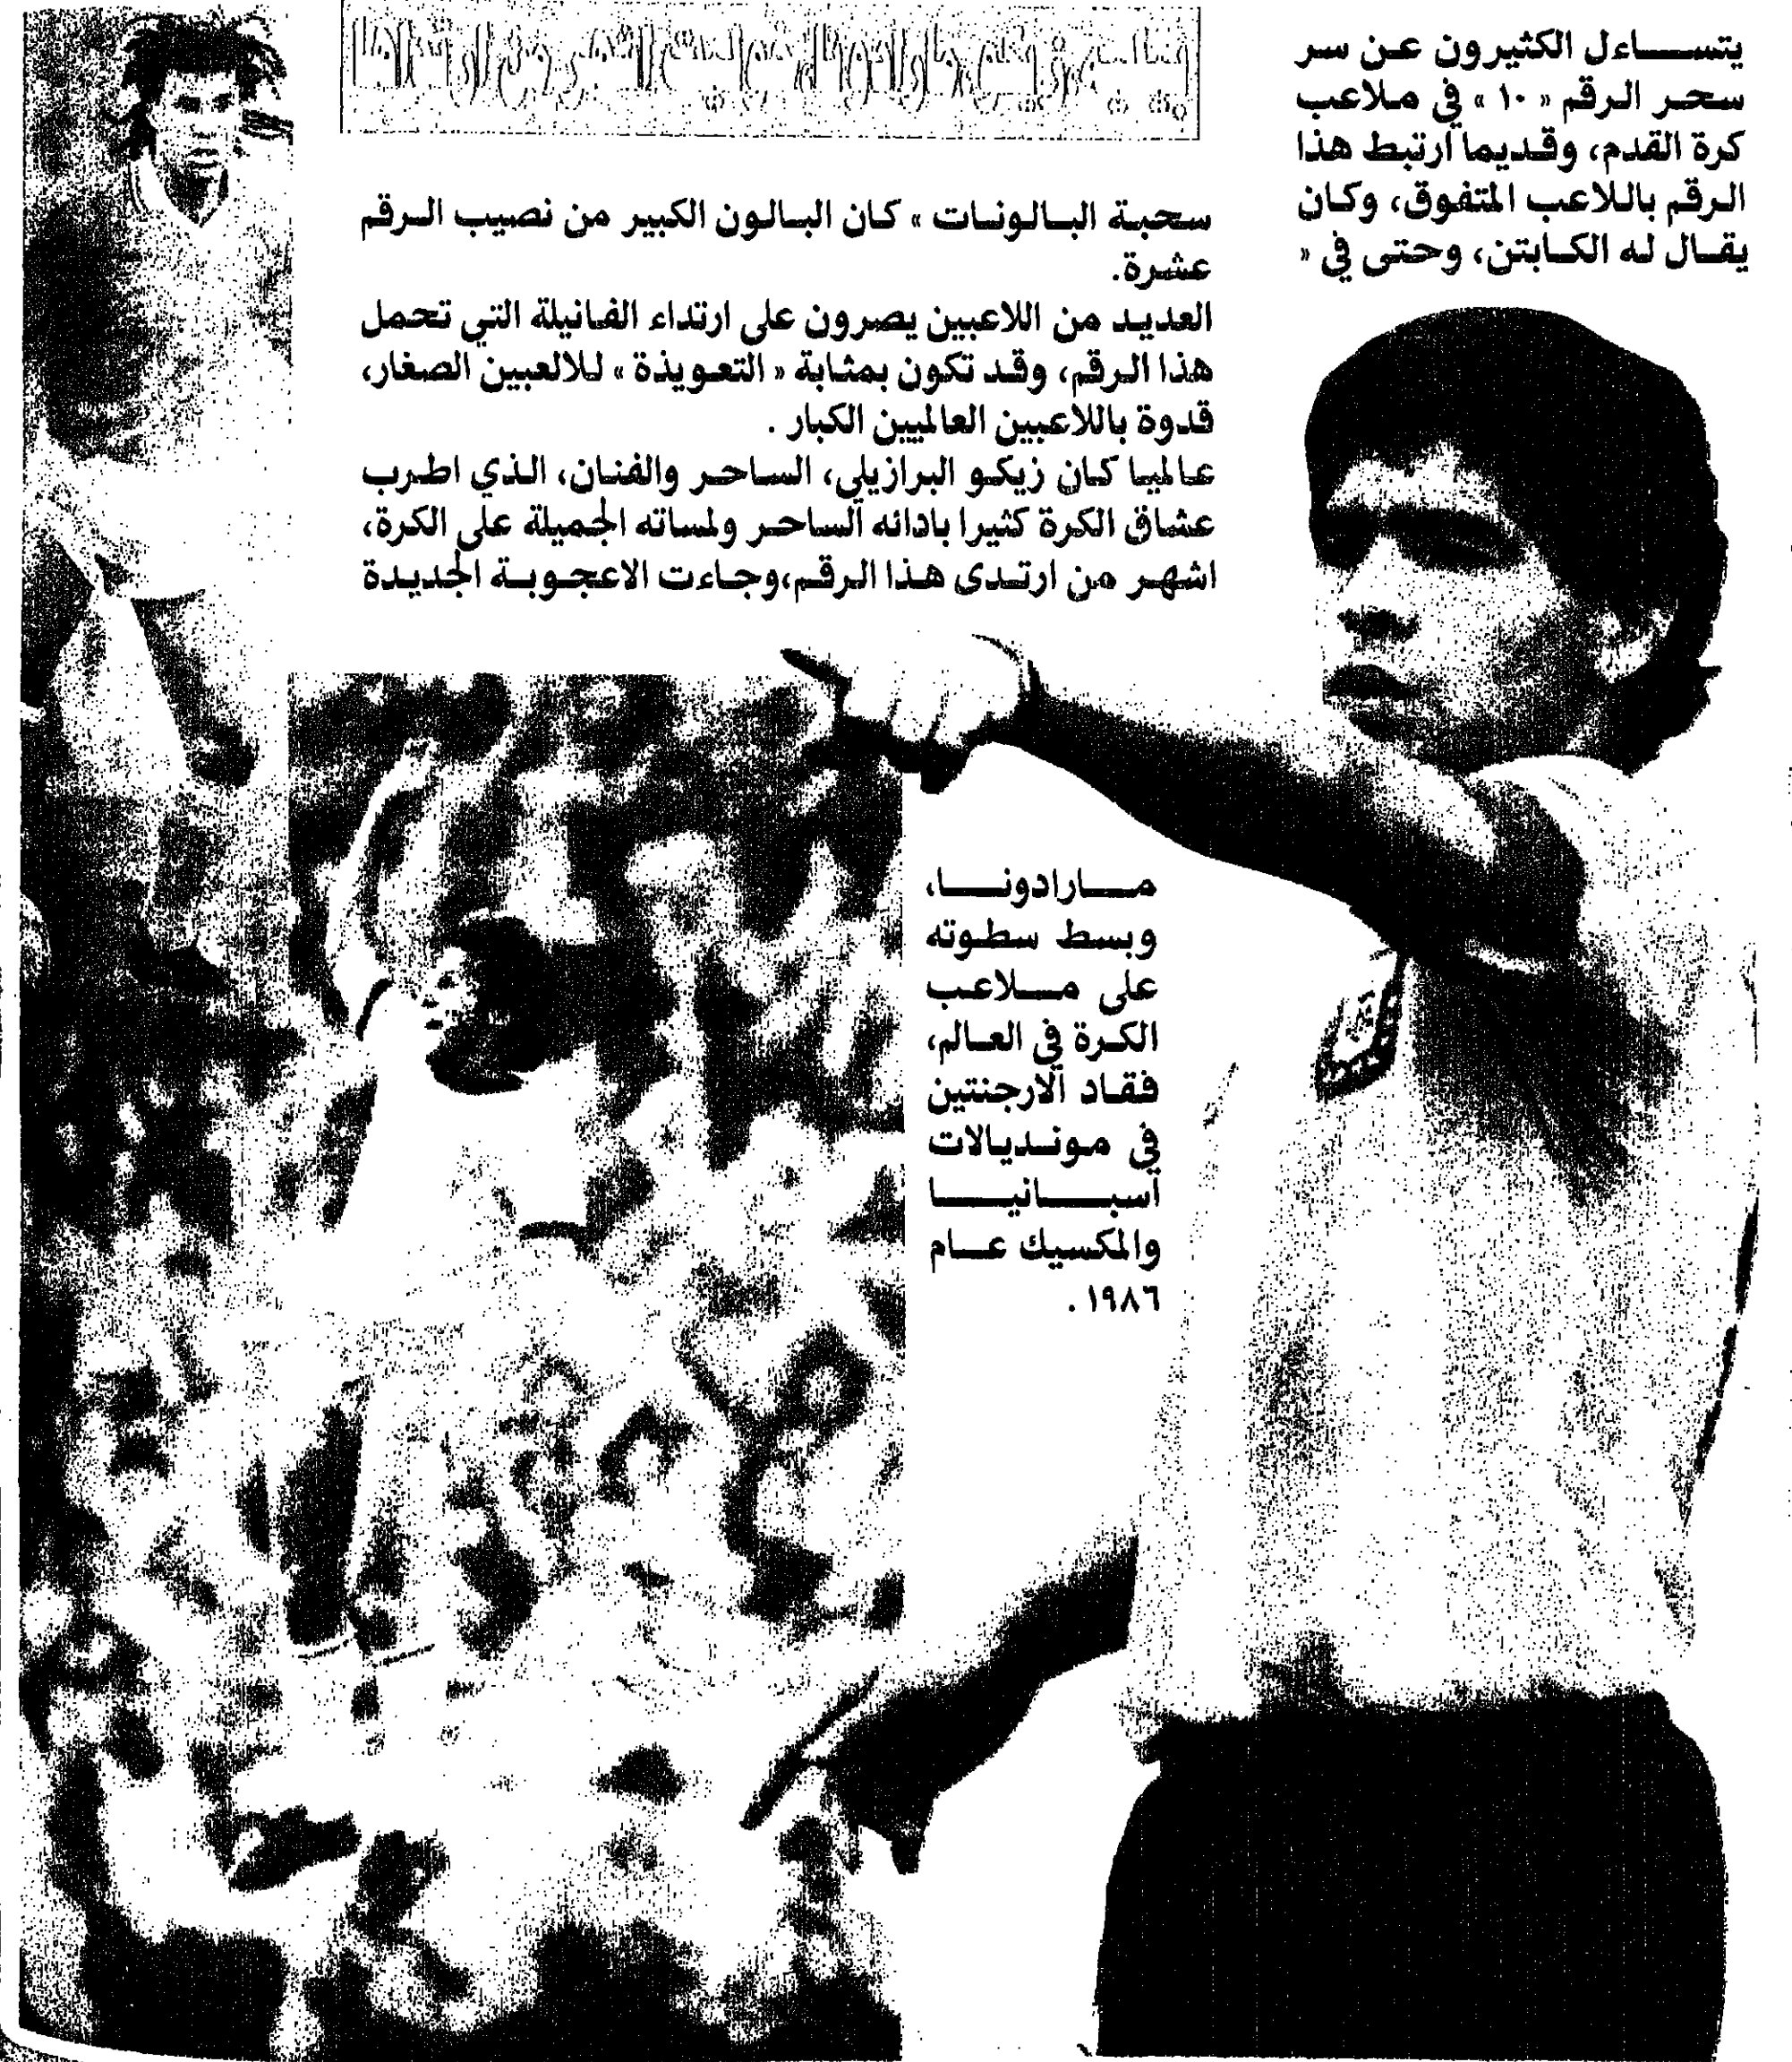 يتساءل الكثيرون عن سر
سحر الرقم « ١٠ » في ملاعب
كرة القدم، وقديما ارتبط هذا
الرقم باللاعب المتفوق، وكان
يقال له الكابتن، وحتى في «
سحبة البالونات » كان البالون الكبير من نصيب الرقم
عشرة.
العديد من اللاعبين يصرون على ارتداء الفانيلة التي تحمل
هذا الرقم، وقد تكون بمثابة « التعويذة » لالعبين الصغار،
قدوة باللاعبين العالميين الكبار .
عالميا كان زيكو البرازيلي، الساحر والفنان، الذي اطرب
عشاق الكرة كثيرا بادائه الساحر ولمساته الجميلة على الكرة،
اشهر من ارتدى هذا الرقم،وجاءت الاعجوبة الجديدة
مارادونا،
وبسط سطوته
على ملاعب
الكرة في العالم،
فقاد الارجنتين
في مونديالات
اسبانيا
والمكسيك عام
١٩٨٦ .